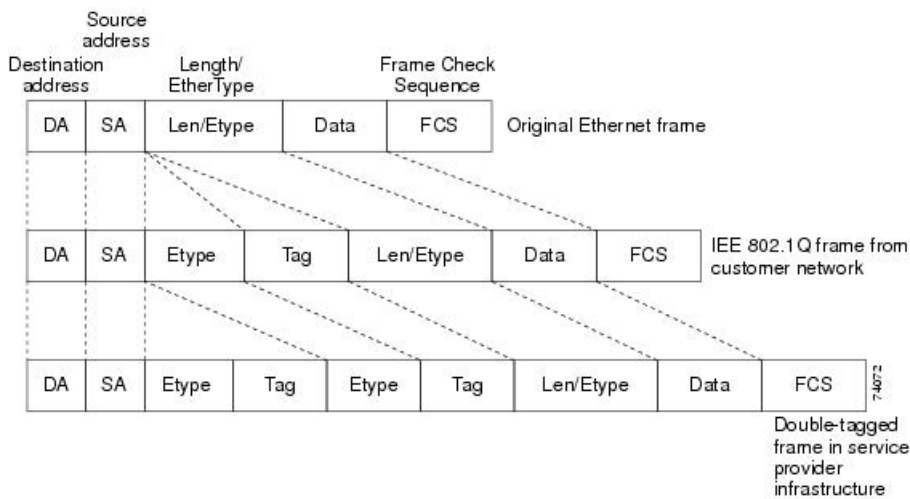 Source
address
Destination
address
Length/
EtherType
Frame Check
Sequence
DA SA Len/Etype Data FCS Original Ethernet frame
DA SA Etype Tag Len/Etype Data FCS
IEE 802.1Q frame from
customer network
DA SA Etype Tag Etype Tag Len/Etype Data FCS
74072
Double-tagged
frame in service
provider
infrastructure